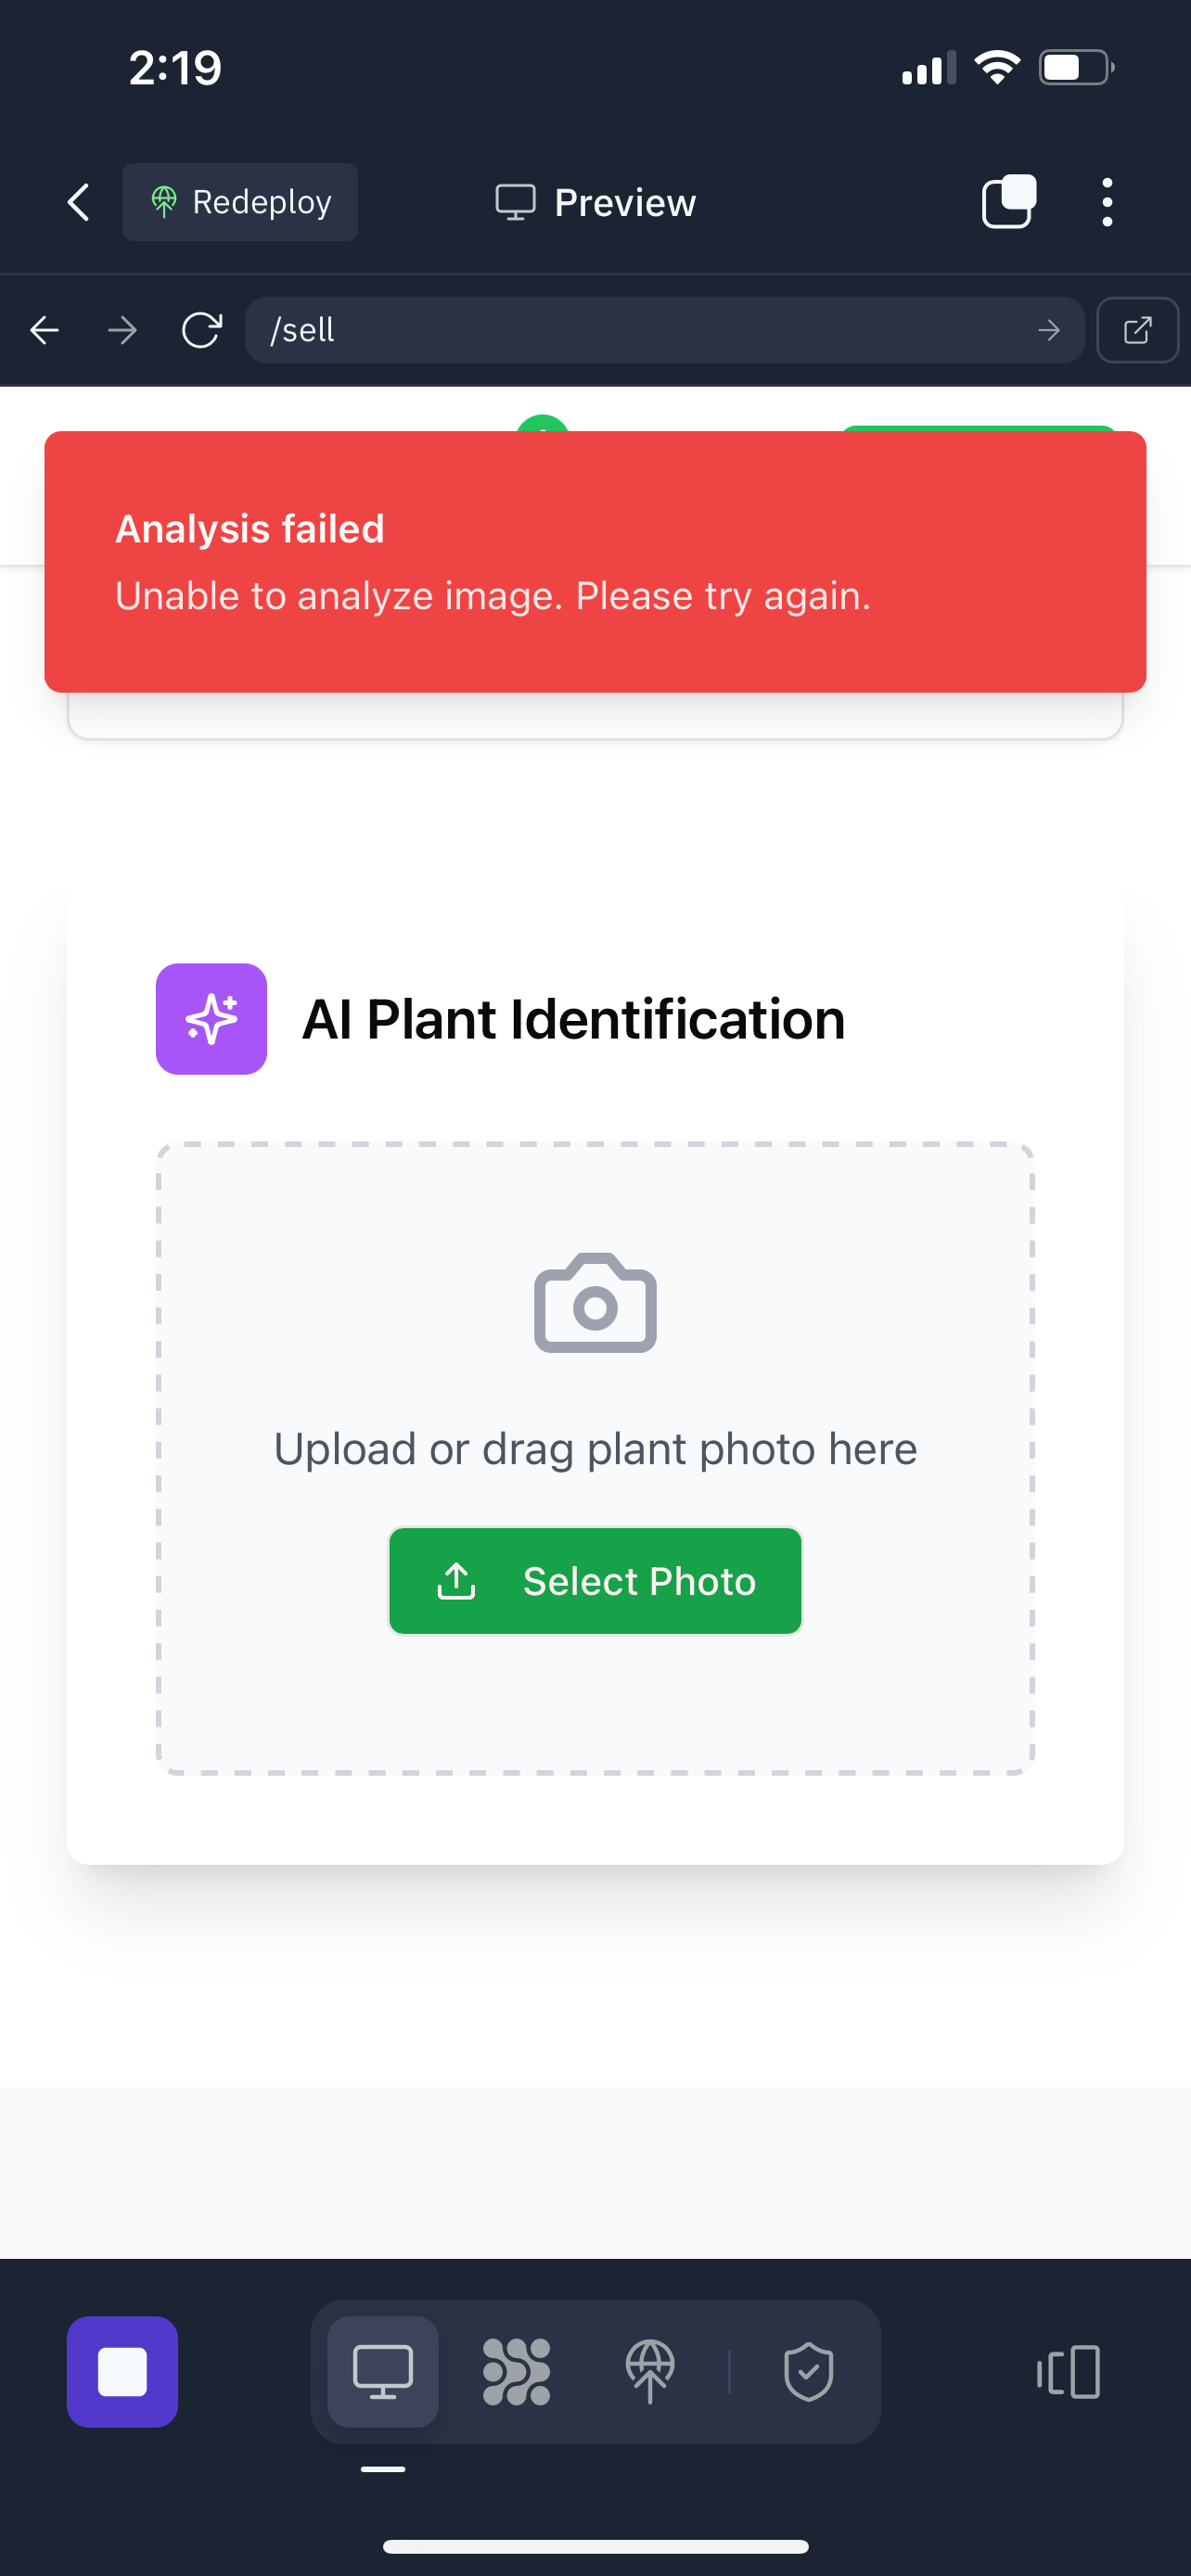 2:19
Redeploy
Preview
/sell
Analysis failed
Unable to analyze image. Please try again.
AI Plant Identification
Upload or drag plant photo here
Select Photo